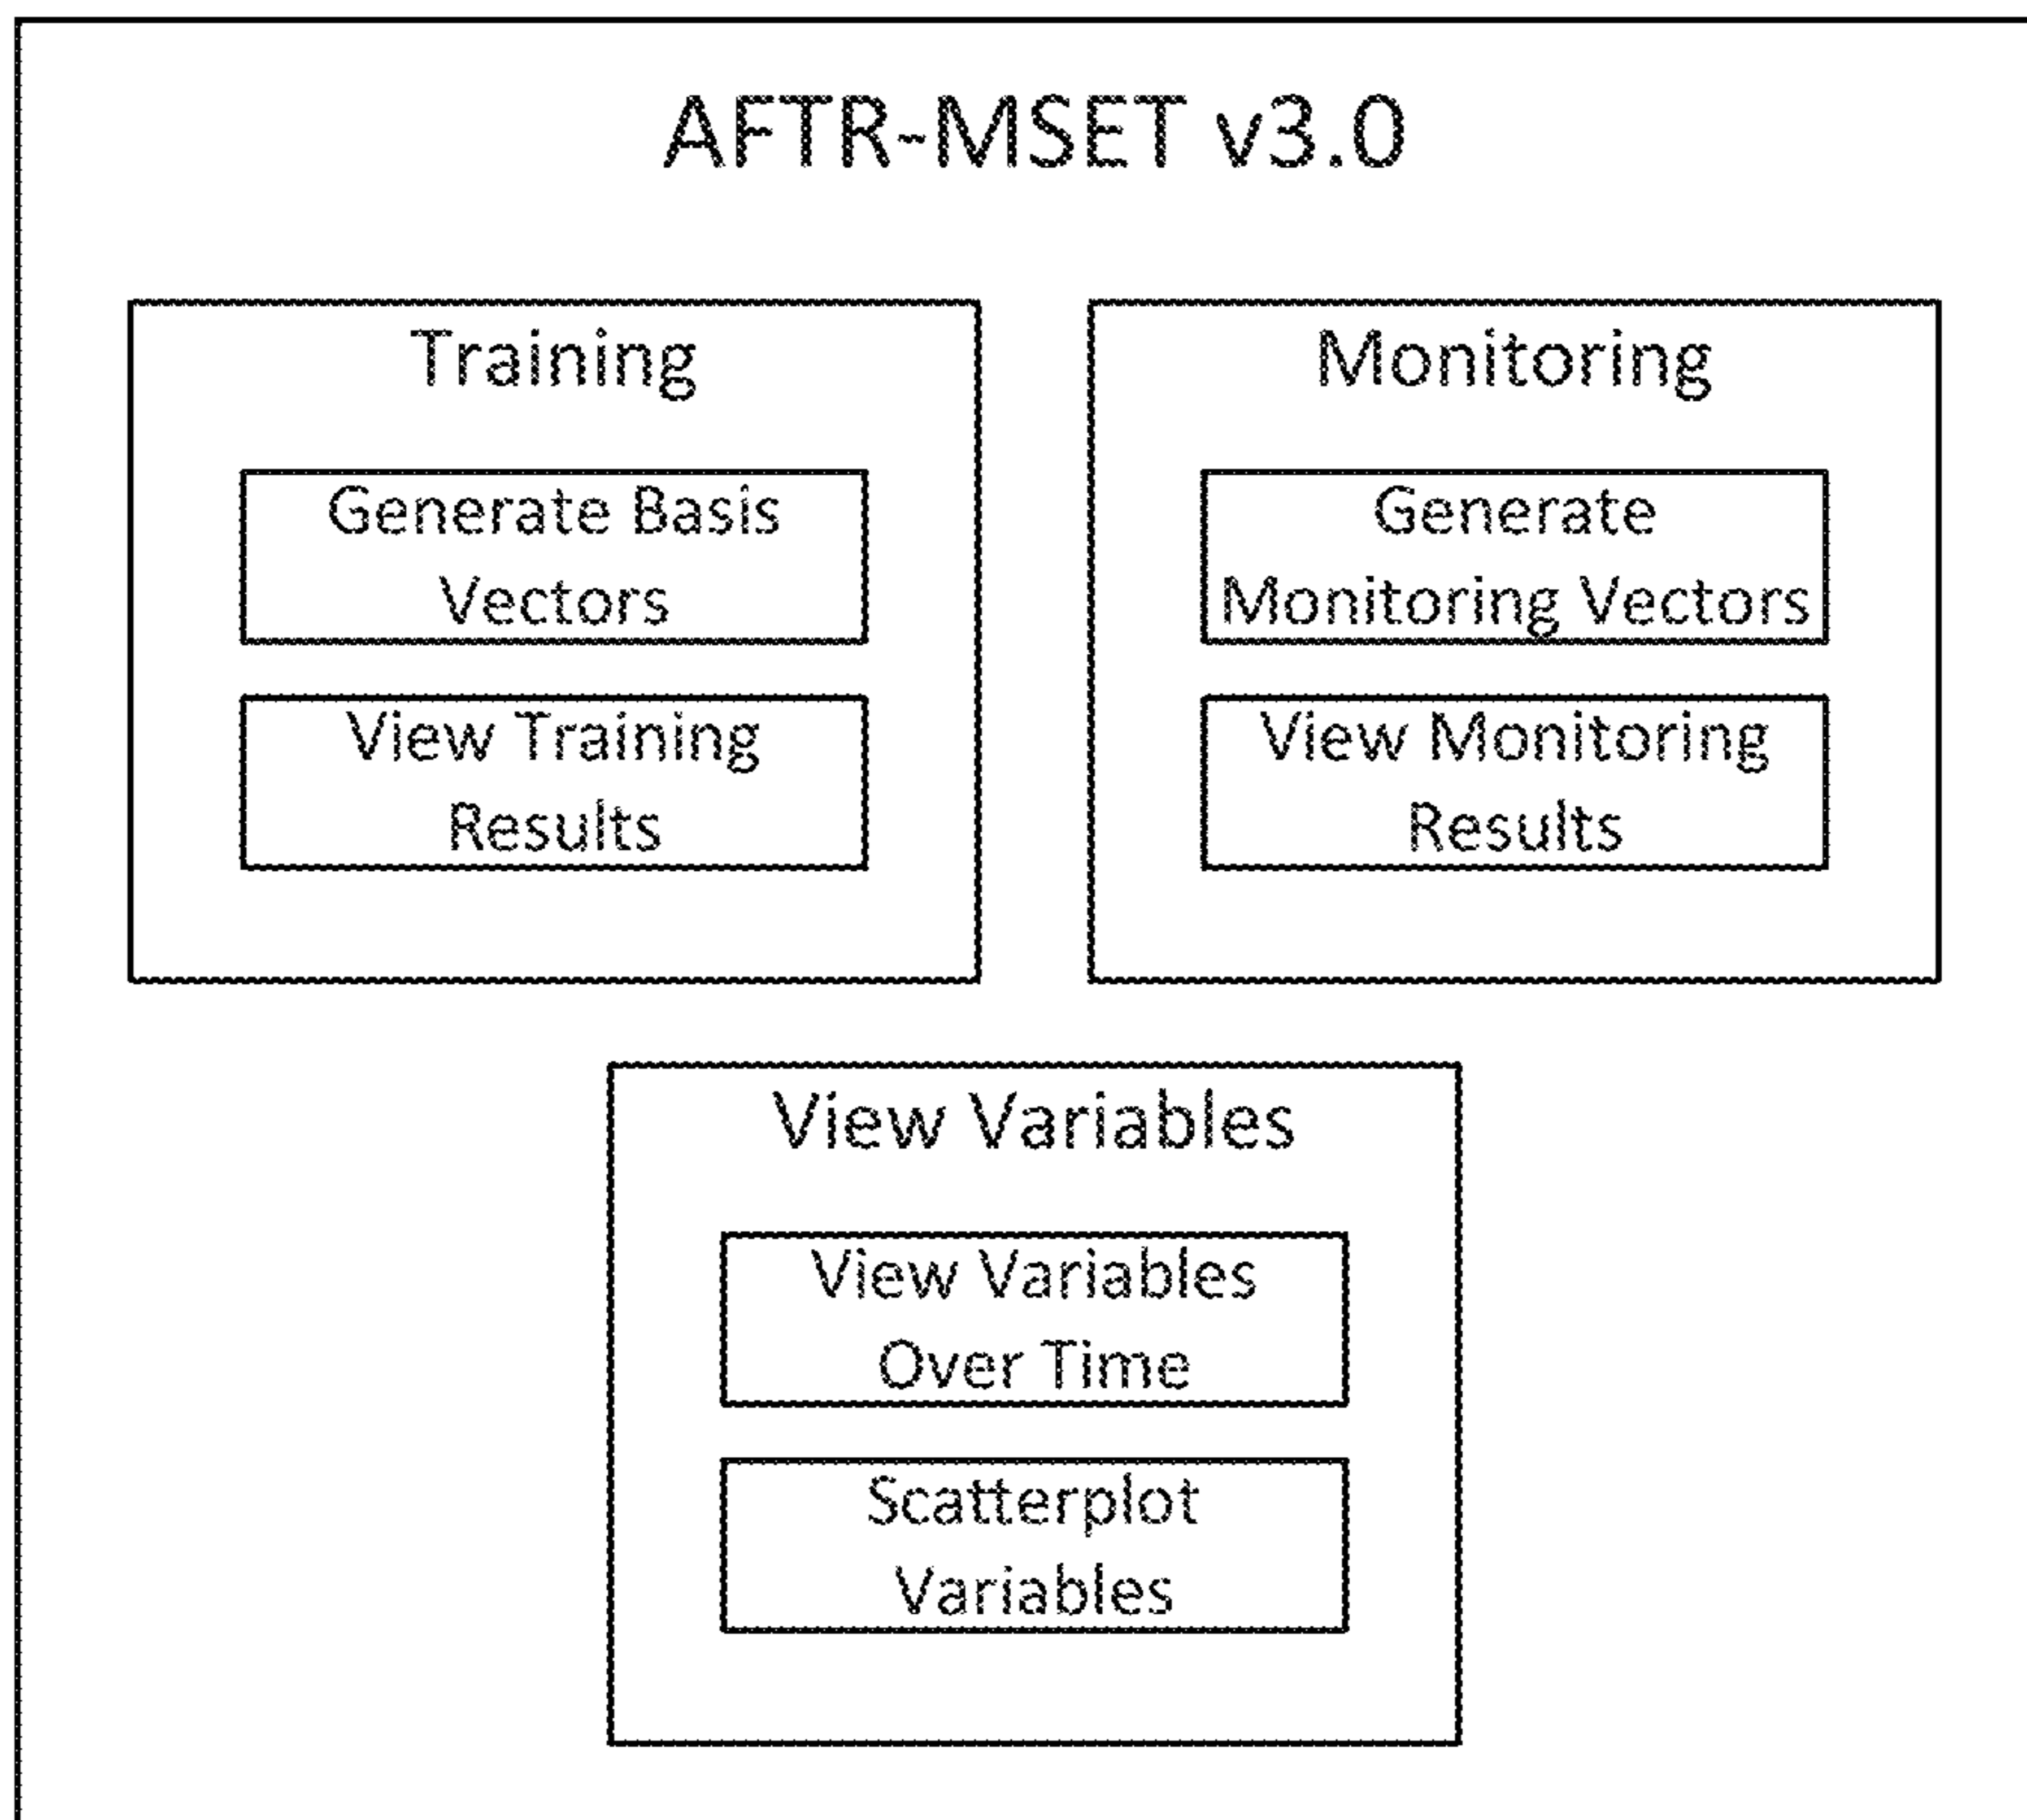 AFTR-MSET v3.0
Training
Generate Basis
Vectors
View Training
Results
Monitoring
Generate
Monitoring Vectors
View Monitoring
Results
View Variables
View Variables
Over Time
Scatterplot
Variables